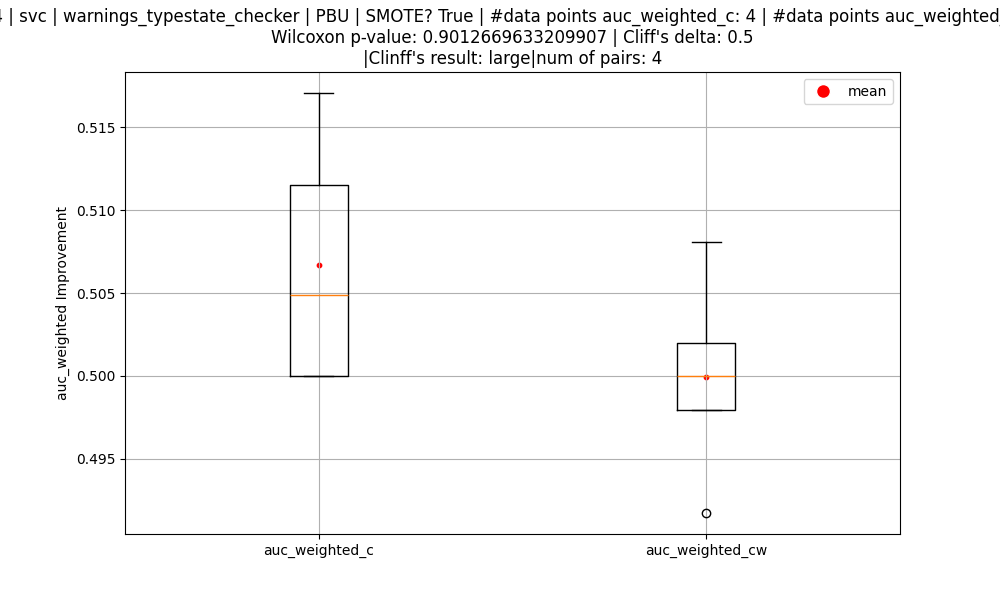 | svc | warnings_typestate_checker | PBU | SMOTE? True | #data points auc_weighted_c: 4 | #data points auc_weighted_
Wilcoxon p-value: 0.9012669633209907 | Cliff's delta: 0.5
|Clinff's result: large|num of pairs: 4
mean
0.515
0.510
0.505
0.500
0.495
auc_weighted Improvement
auc_weighted_c
auc_weighted_cw